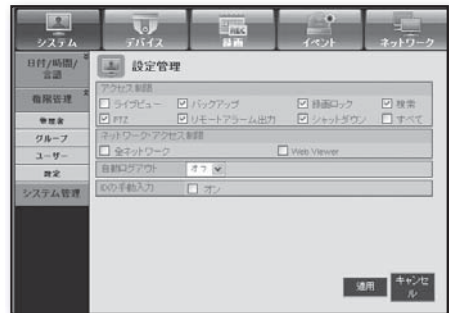 システム デバイス 録画 イベント ネットワーク
日付/時間/言語
権限管理
管理者
グループ
ユーザー
設定
システム管理
設定管理
アクセス制限
ライブビュー バックアップ 録画ロック 検索
PTZ リモートアラーム出力 シャットダウン すべて
ネットワーク・アクセス制限
全ネットワーク Web Viewer
自動ログアウト オフ
IDの手動入力 オン
適用 キャンセル